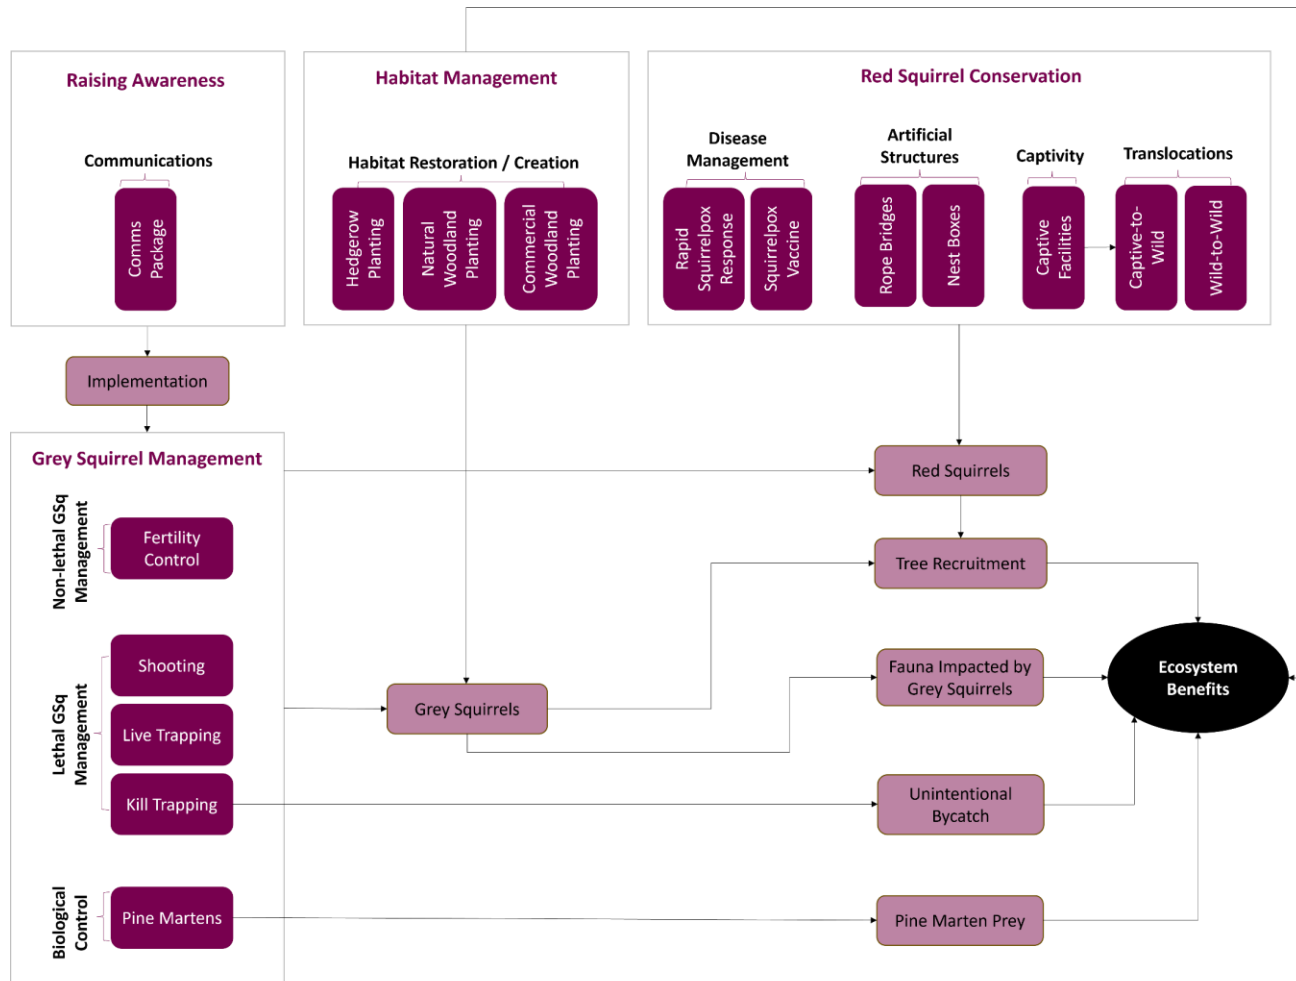 Raising Awareness
Communications
Comms
Package
Habitat Management
Habitat Restoration / Creation
Hedgerow
Planting
Natural
Woodland
Planting
Commercial
Woodland
Planting
Red Squirrel Conservation
Disease
Management
Rapid
Squirrelpox
Response
Squirrelpox
Vaccine
Artificial
Structures
Rope Bridges
Nest Boxes
Captivity
Captive
Facilities
Translocations
Captive-to-
Wild
Wild-to-Wild
Implementation
Grey Squirrel Management
Non-lethal GSq
Management
Fertility
Control
Lethal GSq
Management
Shooting
Live Trapping
Kill Trapping
Biological
Control
Pine Martens
Grey Squirrels
Red Squirrels
Tree Recruitment
Fauna Impacted by
Grey Squirrels
Unintentional
Bycatch
Pine Marten Prey
Ecosystem
Benefits